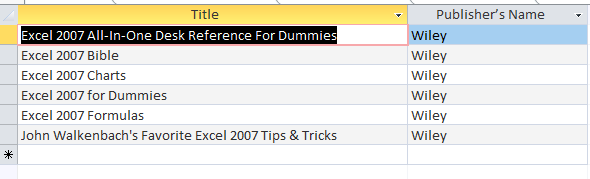 Title Publisher's Name
Excel 2007 All-In-One Desk Reference For Dummies Wiley
Excel 2007 Bible Wiley
Excel 2007 Charts Wiley
Excel 2007 for Dummies Wiley
Excel 2007 Formulas Wiley
John Walkenbach's Favorite Excel 2007 Tips & Tricks Wiley